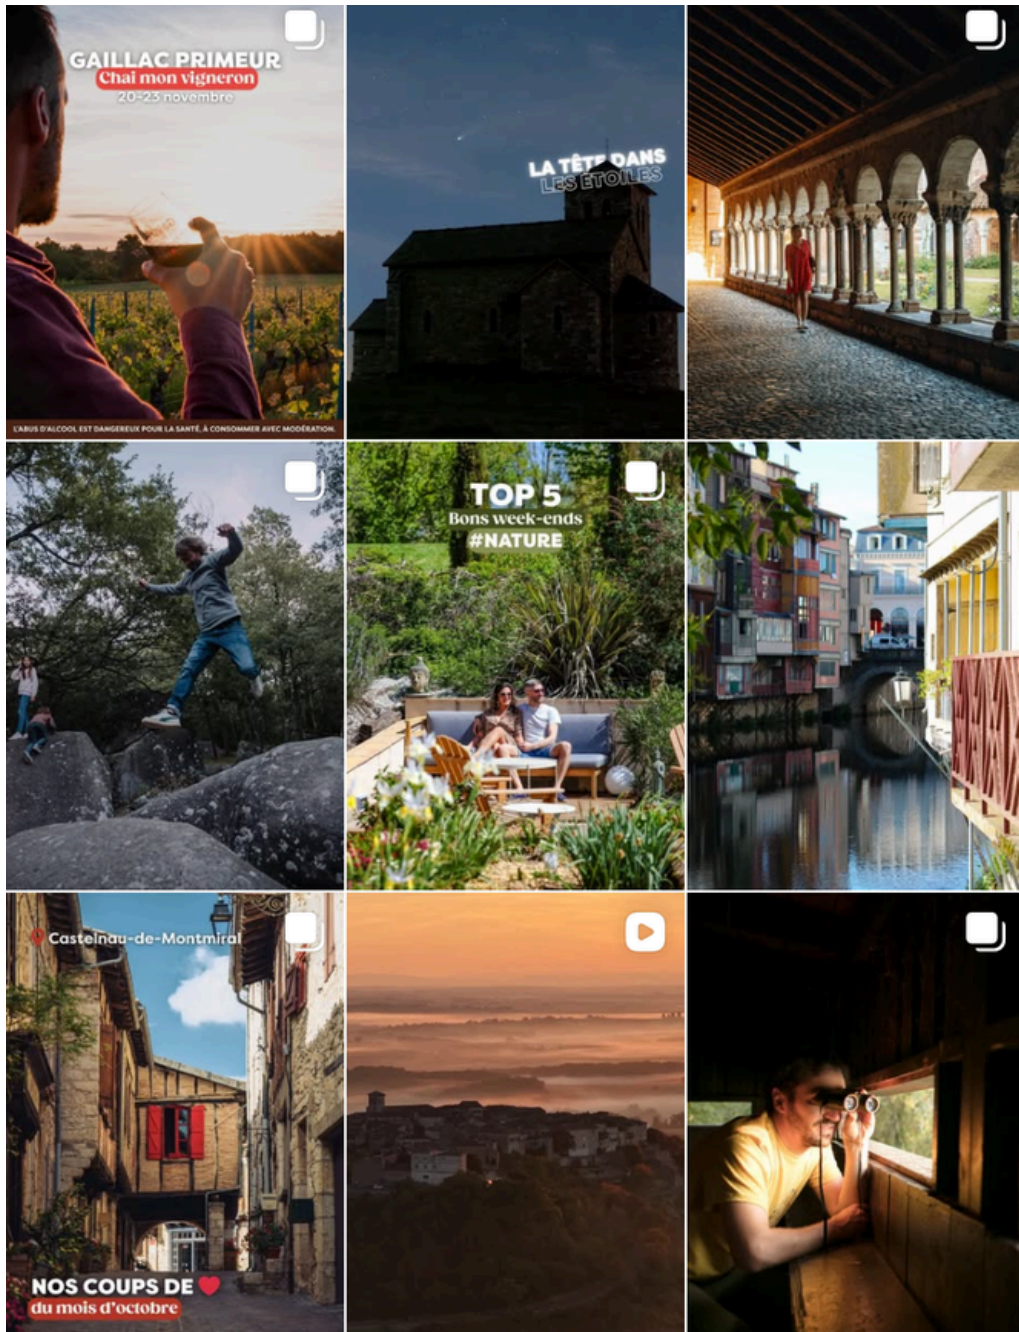 GAILLAC PRIMEUR
Chai mon vigneron
20-23 novembre
L'ABUS D'ALCOOL EST DANGEREUX POUR LA SANTÉ, À CONSOMMER AVEC MODÉRATION.
LA TÊTE DANS
LES ÉTOILES
TOP 5
Bons week-ends
#NATURE
Castelnau-de-Montmiral
NOS COUPS DE ❤
du mois d'octobre